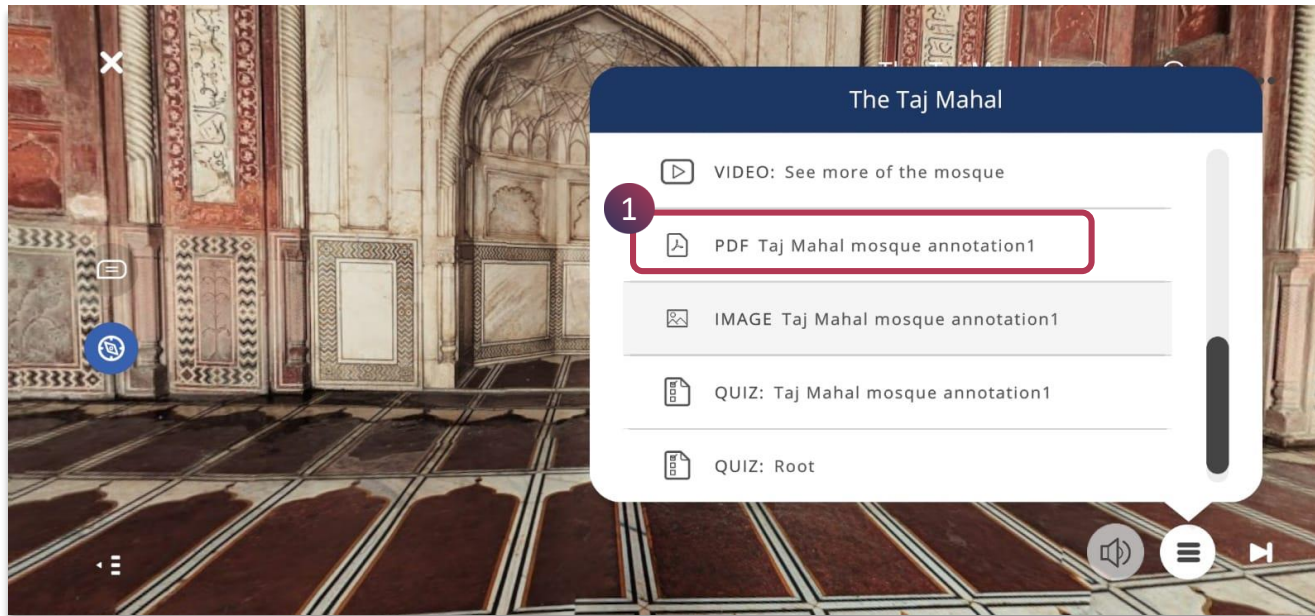 The Taj Mahal
VIDEO: See more of the mosque
1
PDF Taj Mahal mosque annotation1
IMAGE Taj Mahal mosque annotation1
QUIZ: Taj Mahal mosque annotation1
QUIZ: Root